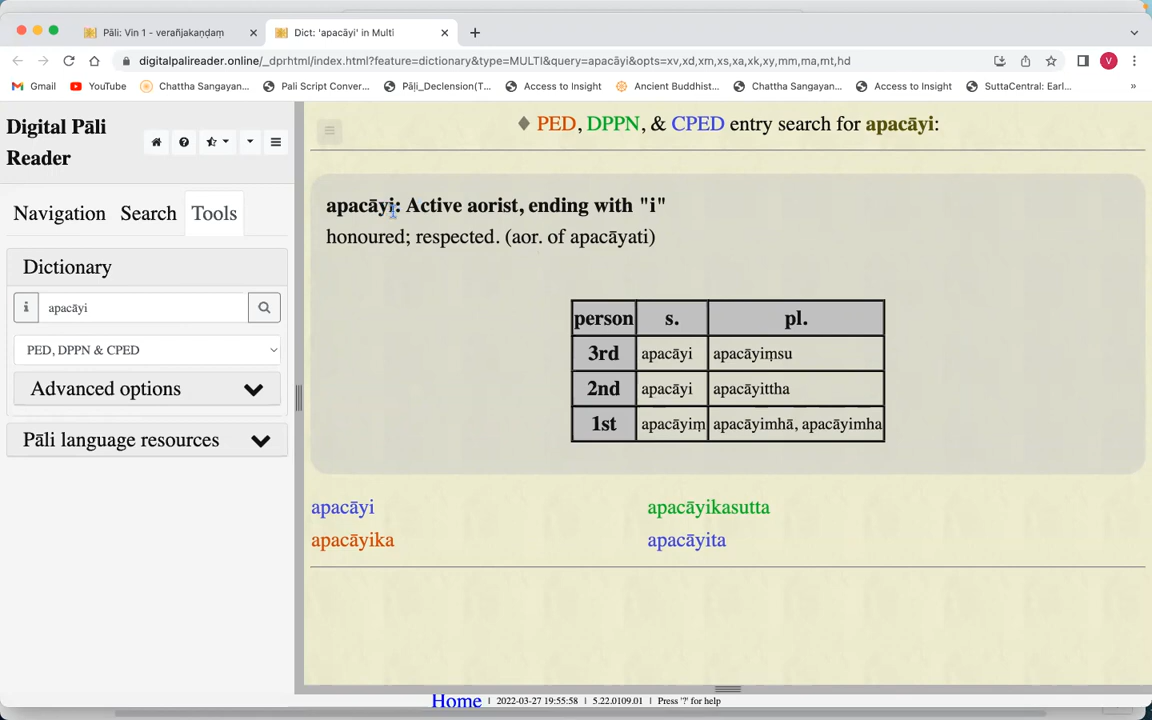 Pāli: Vin 1 - verañjakaṇḍaṃ
Dict: 'apacāyi' in Multi
digitalpalireader.online/_dprhtml/index.html?feature=dictionary&type=MULTI&query=apacāyi&opts=xv,xd,xm,xs,xa,xk,xy,mm,ma,mt,hd
V
Gmail
YouTube
Chattha Sangayan...
Pali Script Conver...
Pāḷi_Declension(T...
Access to Insight
Ancient Buddhist...
Chattha Sangayan...
Access to Insight
SuttaCentral: Earl...
»
Digital Pāli
Reader
Navigation
Search
Tools
Dictionary
i
apacāyi
PED, DPPN & CPED
Advanced options
Pāli language resources
♦ PED, DPPN, & CPED entry search for apacāyi:
apacāyi: Active aorist, ending with "i"
honoured; respected. (aor. of apacāyati)
person s. pl.
3rd apacāyi apacāyiṃsu
2nd apacāyi apacāyittha
1st apacāyiṃ apacāyimhā, apacāyimha
apacāyi apacāyikasutta
apacāyika apacāyita
Home | 2022-03-27 19:55:58 | 5.22.0109.01 | Press '?' for help